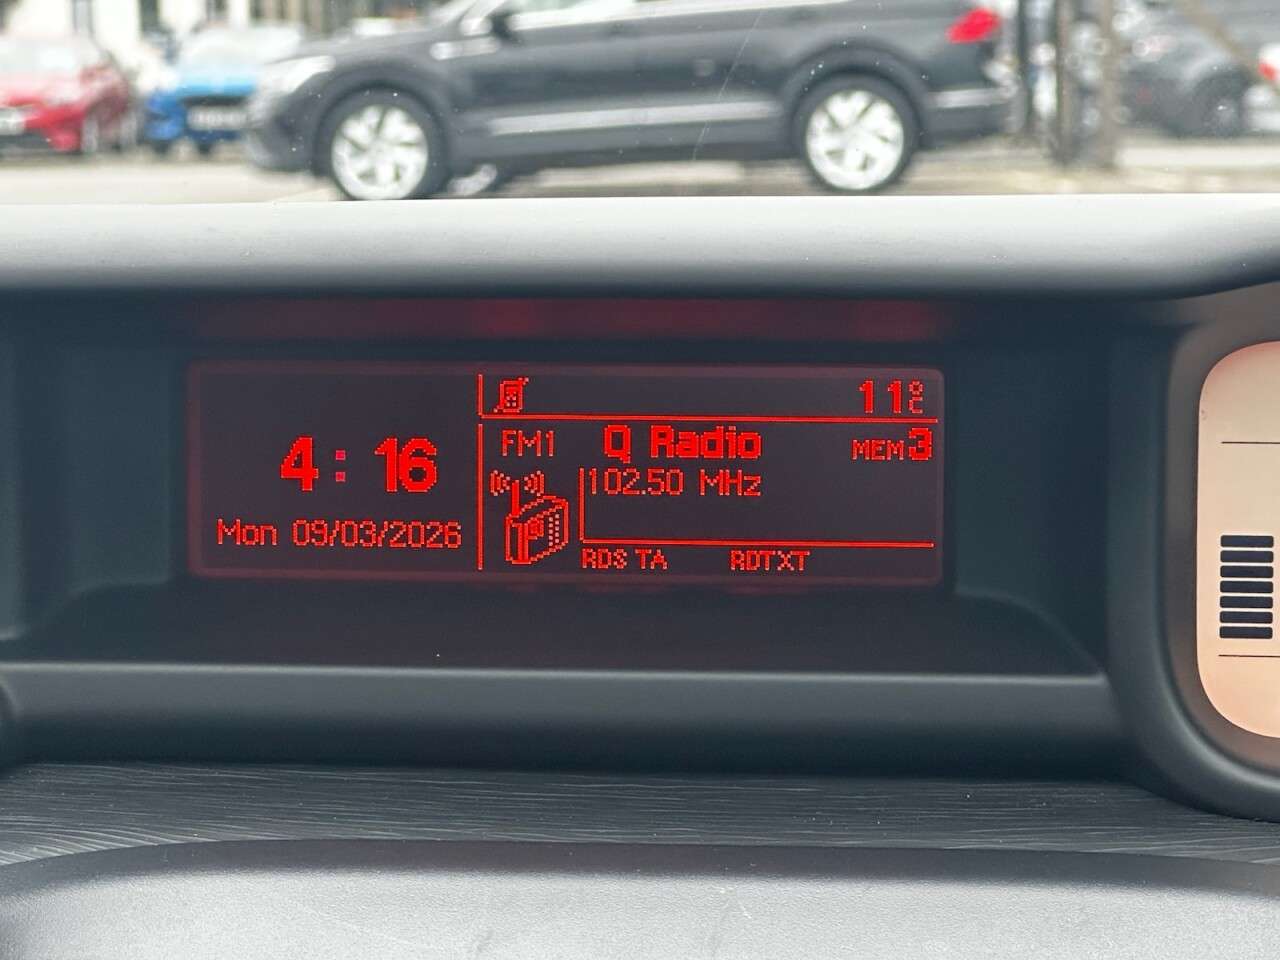 11°C
FM1 Q Radio MEM3
4:16
102.50 MHz
Mon 09/03/2026
RDS TA RDTXT